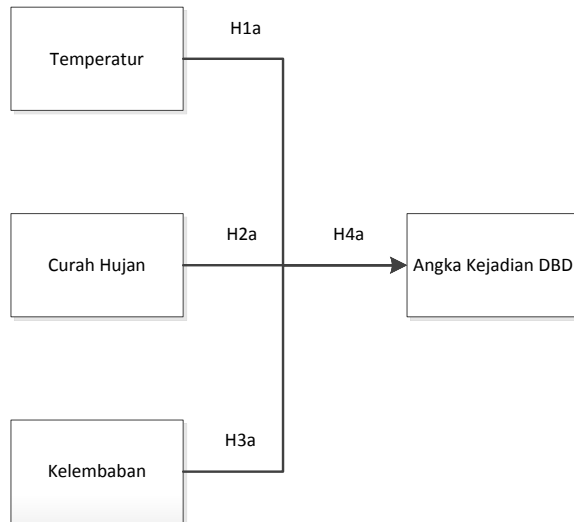 H1a
Temperatur
H2a
H4a
Curah Hujan
Angka Kejadian DBD
H3a
Kelembaban